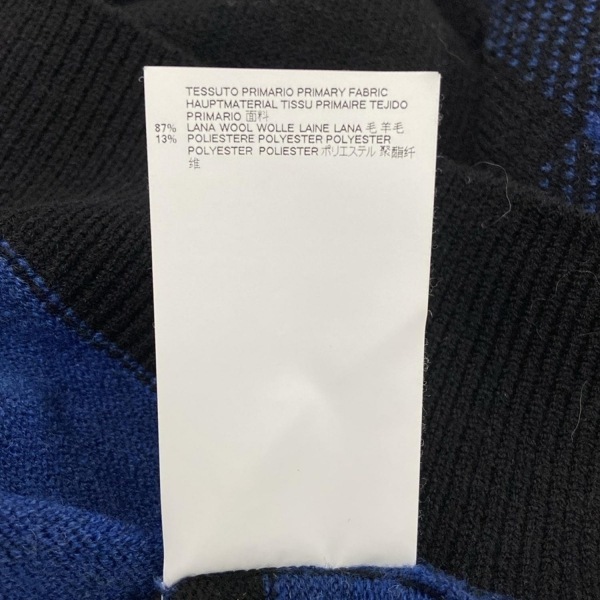 TESSUTO PRIMARIO PRIMARY FABRIC
HAUPTMATERIAL TISSU PRIMAIRE TEJIDO
PRIMARIO 面料
87% LANA WOOL WOLLE LAINE LANA 毛 羊毛
13% POLIESTERE POLYESTER POLYESTER
POLYESTER POLIESTER ポリエステル 聚酯纤
维